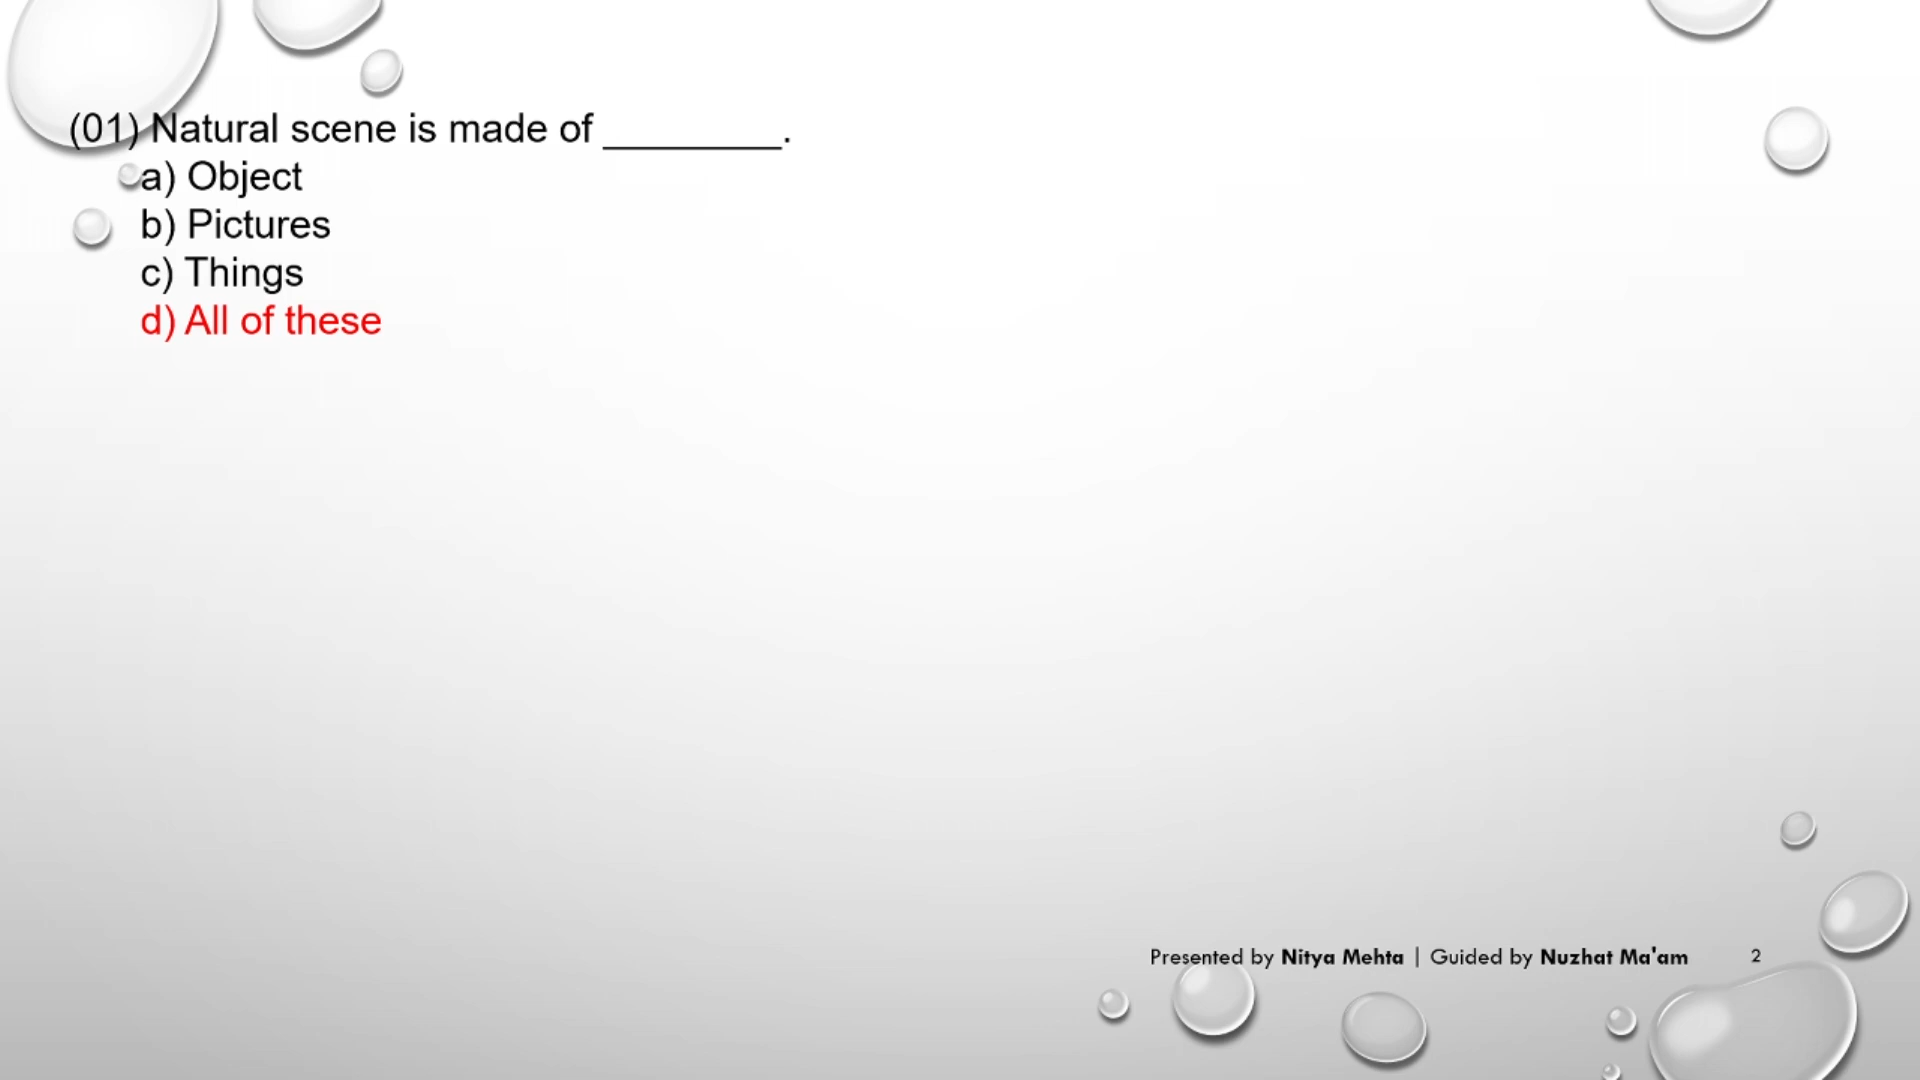 (01) Natural scene is made of ________.
a) Object
b) Pictures
c) Things
d) All of these
Presented by Nitya Mehta | Guided by Nuzhat Ma'am 2